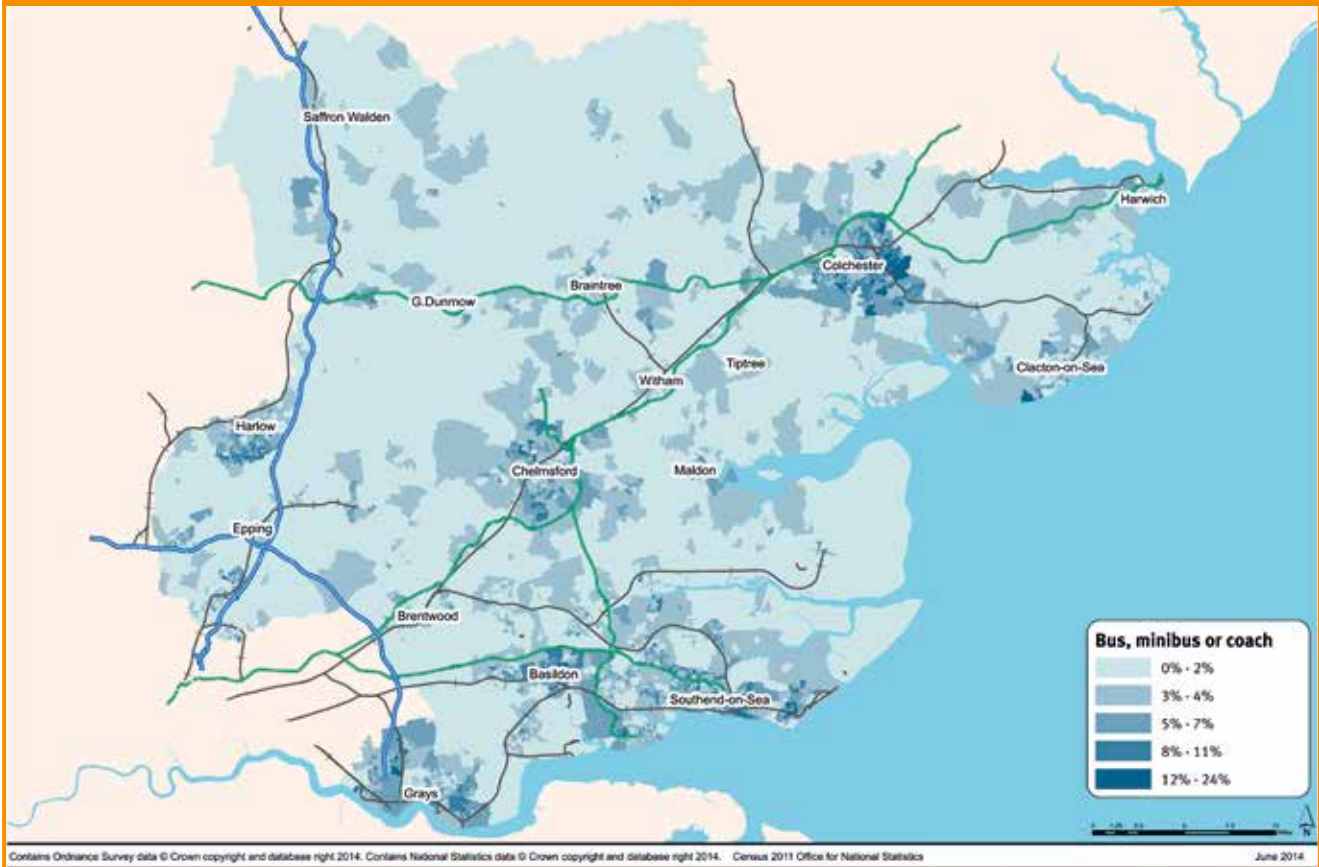 Saffron Walden
Harwich
Colchester
Braintree
G.Dunmow
Tiptree
Clacton-on-Sea
Witham
Harlow
Chelmsford
Maldon
Epping
Brentwood
Basildon
Southend-on-Sea
Grays
Bus, minibus or coach
0% - 2%
3% - 4%
5% - 7%
8% - 11%
12% - 24%
N
Contains Ordnance Survey data © Crown copyright and database right 2014. Contains National Statistics data © Crown copyright and database right 2014. Census 2011 Office for National Statistics
June 2014